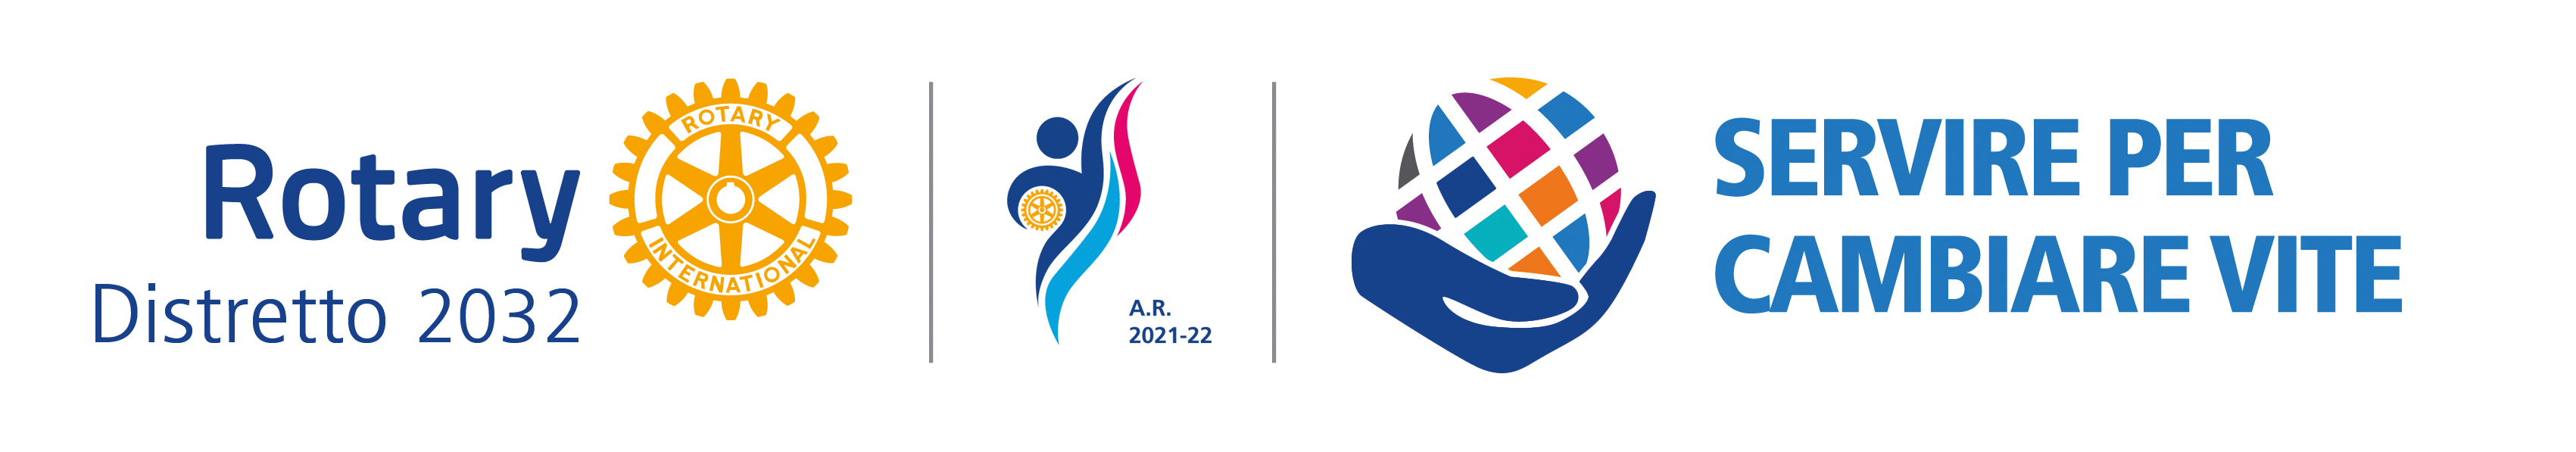 Rotary
Distretto 2032
ROTARY
INTERNATIONAL
A.R.
2021-22
SERVIRE PER
CAMBIARE VITE